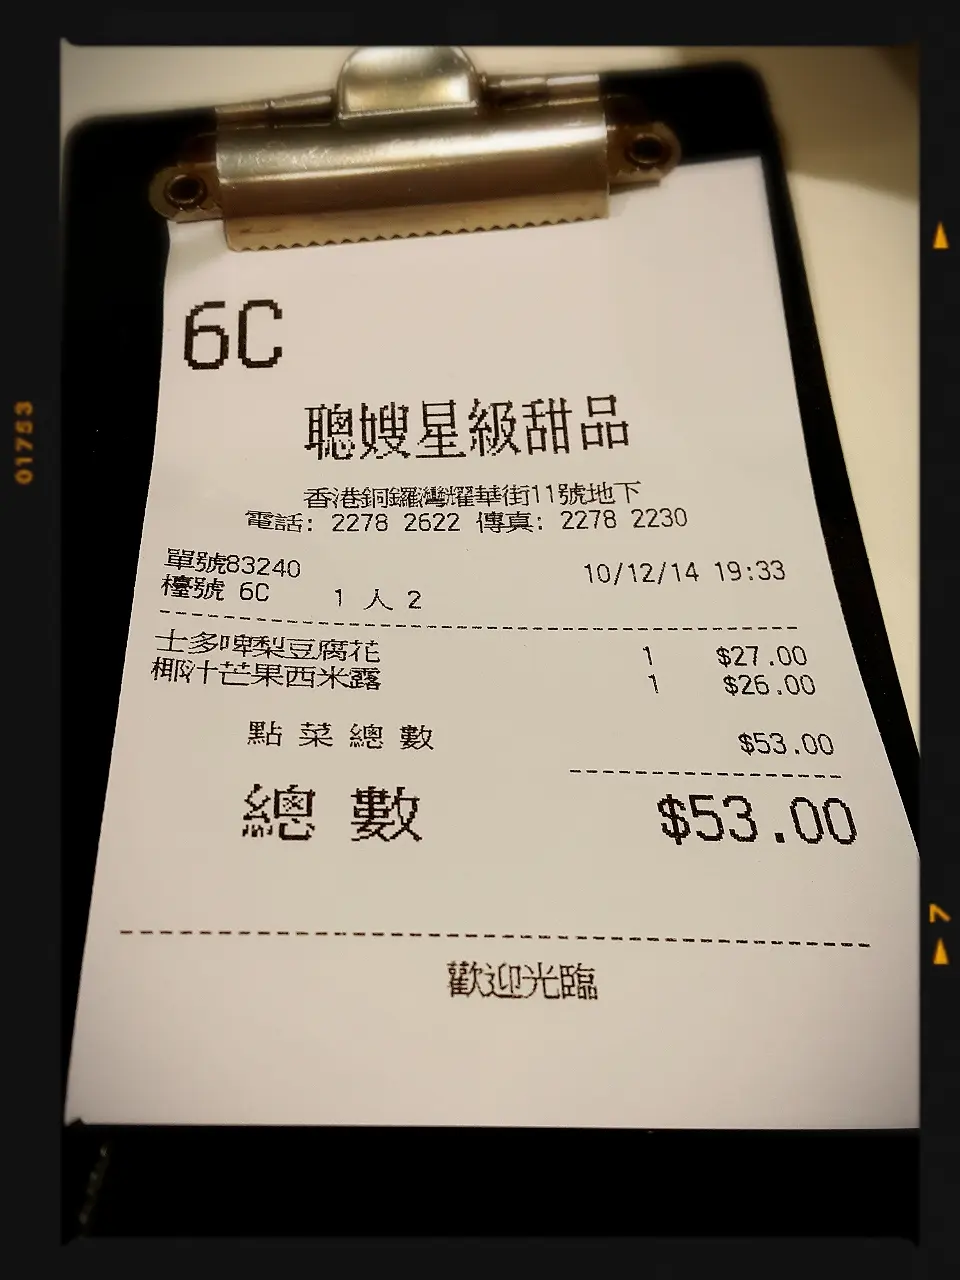 6C
聰嫂星級甜品
香港銅鑼灣耀華街11號地下
電話: 2278 2622 傳真: 2278 2230
單號83240 10/12/14 19:33
檯號 6C 1 人 2
士多啤梨豆腐花 1 $27.00
椰汁芒果西米露 1 $26.00
點菜總數 $53.00
總數 $53.00
歡迎光臨
01753
7